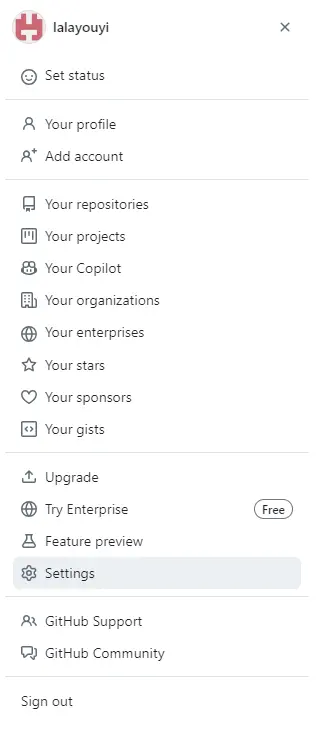 lalayouyi
Set status
Your profile
Add account
Your repositories
Your projects
Your Copilot
Your organizations
Your enterprises
Your stars
Your sponsors
Your gists
Upgrade
Try Enterprise Free
Feature preview
Settings
GitHub Support
GitHub Community
Sign out